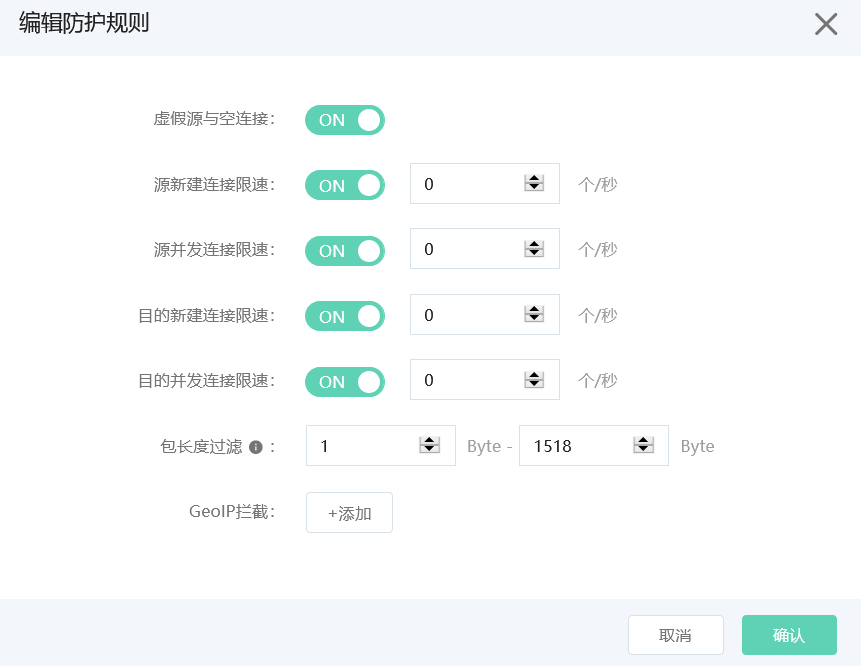 编辑防护规则
虚假源与空连接： ON
源新建连接限速： ON 0 个/秒
源并发连接限速： ON 0 个/秒
目的新建连接限速： ON 0 个/秒
目的并发连接限速： ON 0 个/秒
包长度过滤 i ： 1 Byte - 1518 Byte
GeoIP拦截： +添加
取消 确认